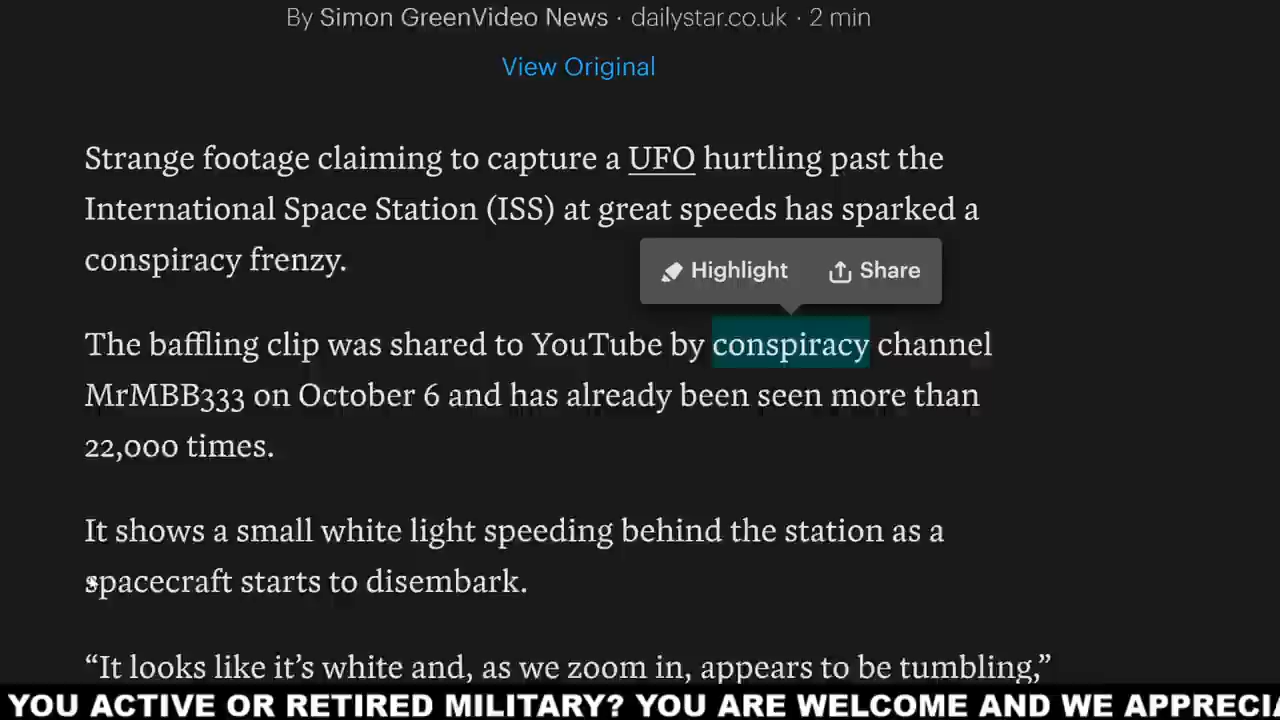 By Simon GreenVideo News · dailystar.co.uk · 2 min
View Original
Strange footage claiming to capture a UFO hurtling past the
International Space Station (ISS) at great speeds has sparked a
conspiracy frenzy.
Highlight Share
The baffling clip was shared to YouTube by conspiracy channel
MrMBB333 on October 6 and has already been seen more than
22,000 times.
It shows a small white light speeding behind the station as a
spacecraft starts to disembark.
“It looks like it’s white and, as we zoom in, appears to be tumbling,”
YOU ACTIVE OR RETIRED MILITARY? YOU ARE WELCOME AND WE APPRECIA